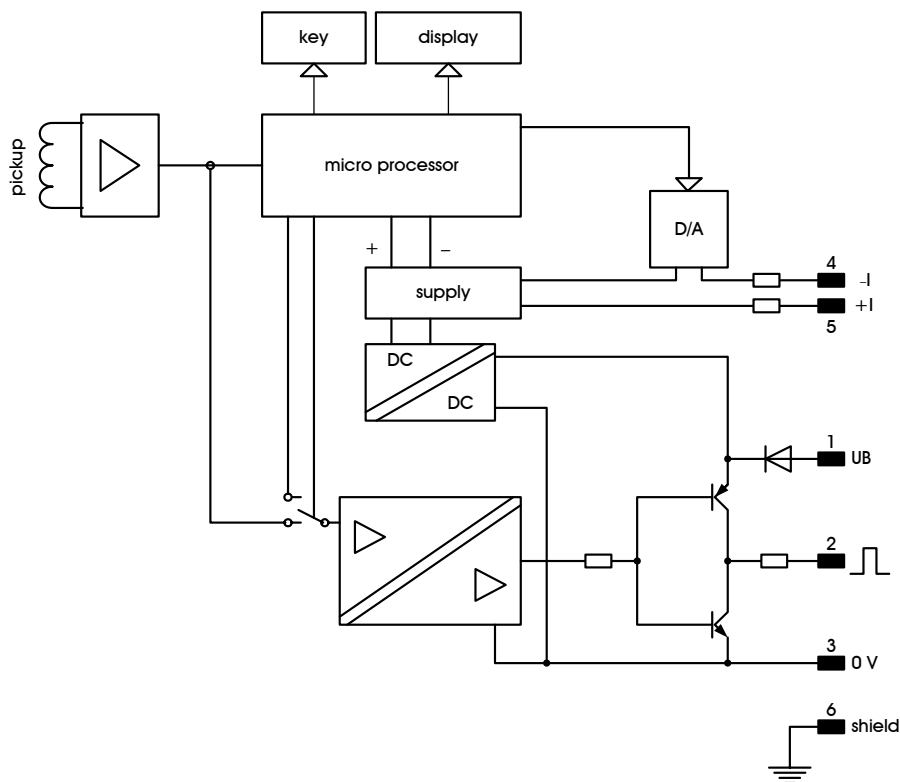 key
display
pickup
micro processor
D/A
+
–
4
–I
supply
+I
5
DC
DC
1
UB
2
3
0 V
6
shield